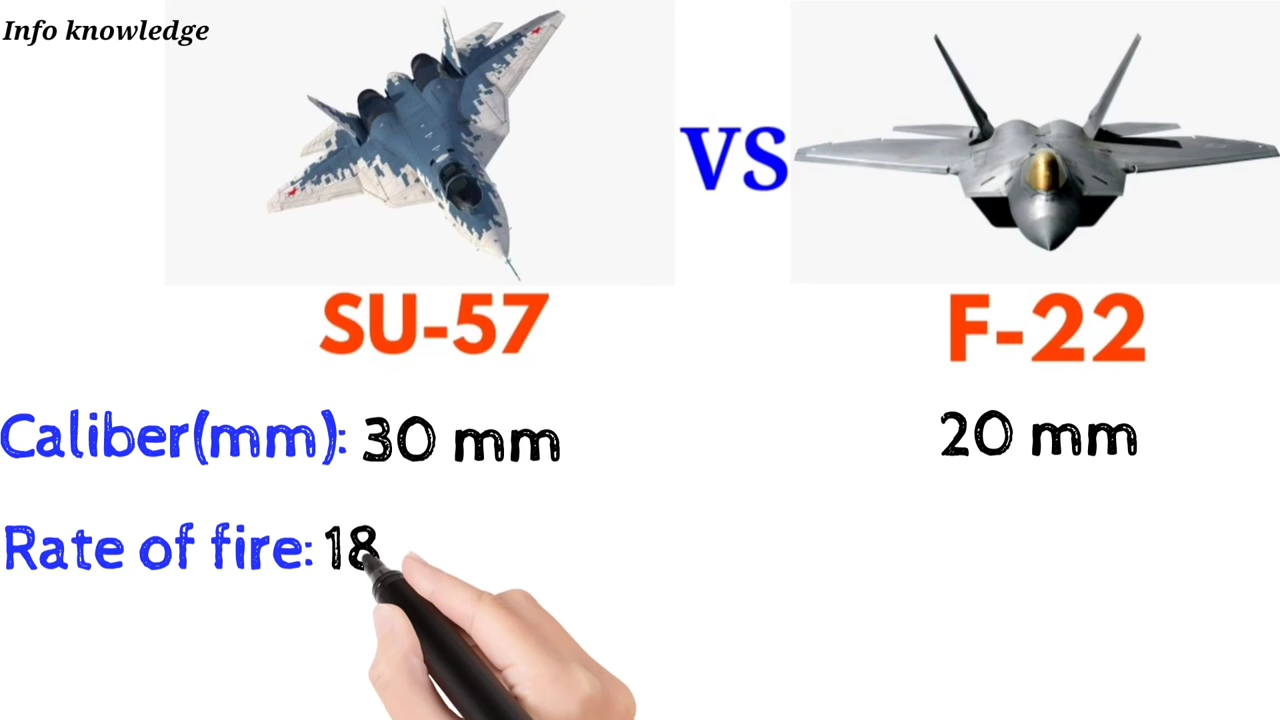 Info knowledge
VS
SU-57
F-22
Caliber(mm): 30 mm 20 mm
Rate of fire: 18